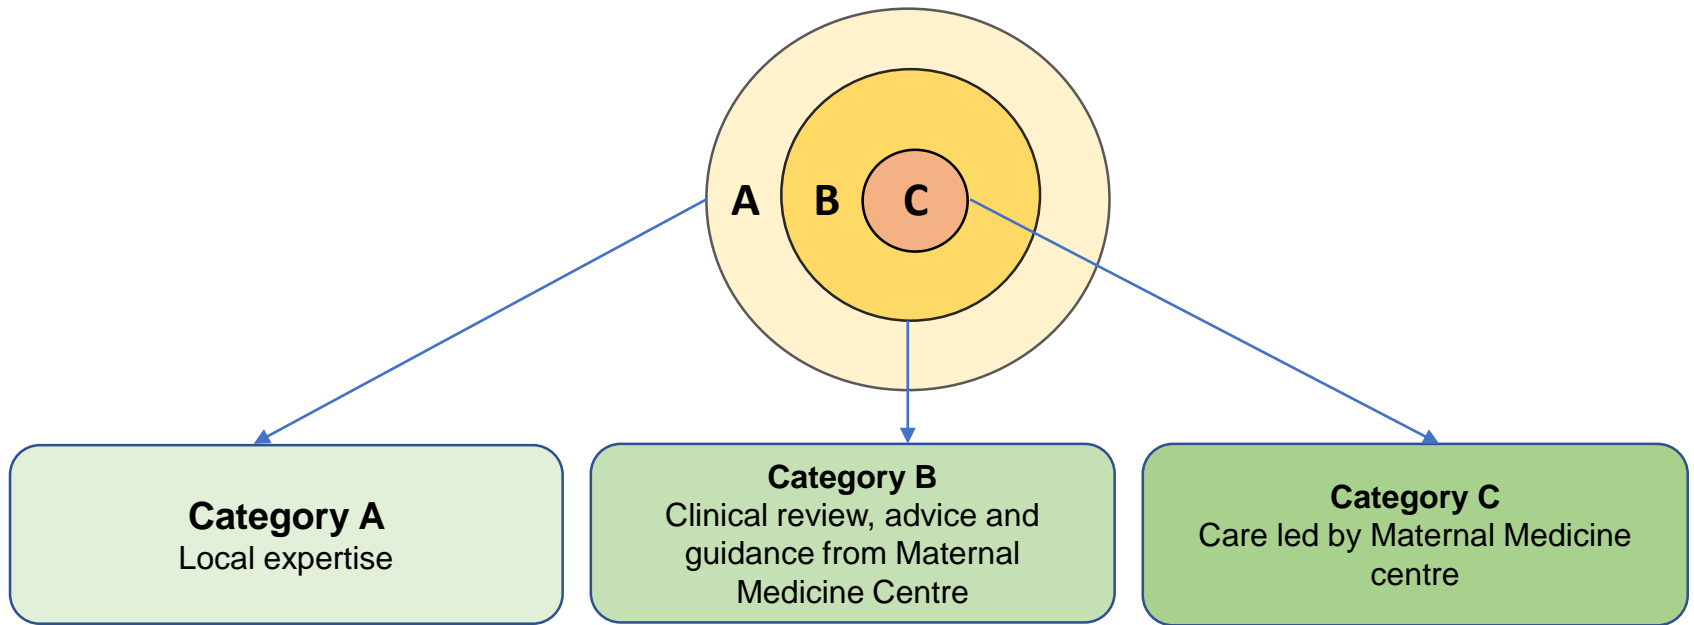 A
B
C
Category A
Local expertise
Category B
Clinical review, advice and
guidance from Maternal
Medicine Centre
Category C
Care led by Maternal Medicine
centre